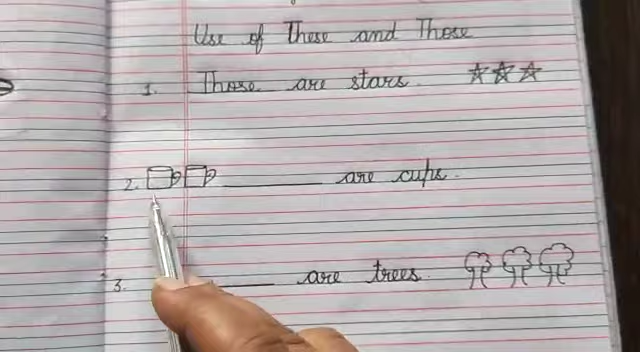 Use of These and Those
1. Those are stars.
2. ________ are cups.
3. ________ are trees.